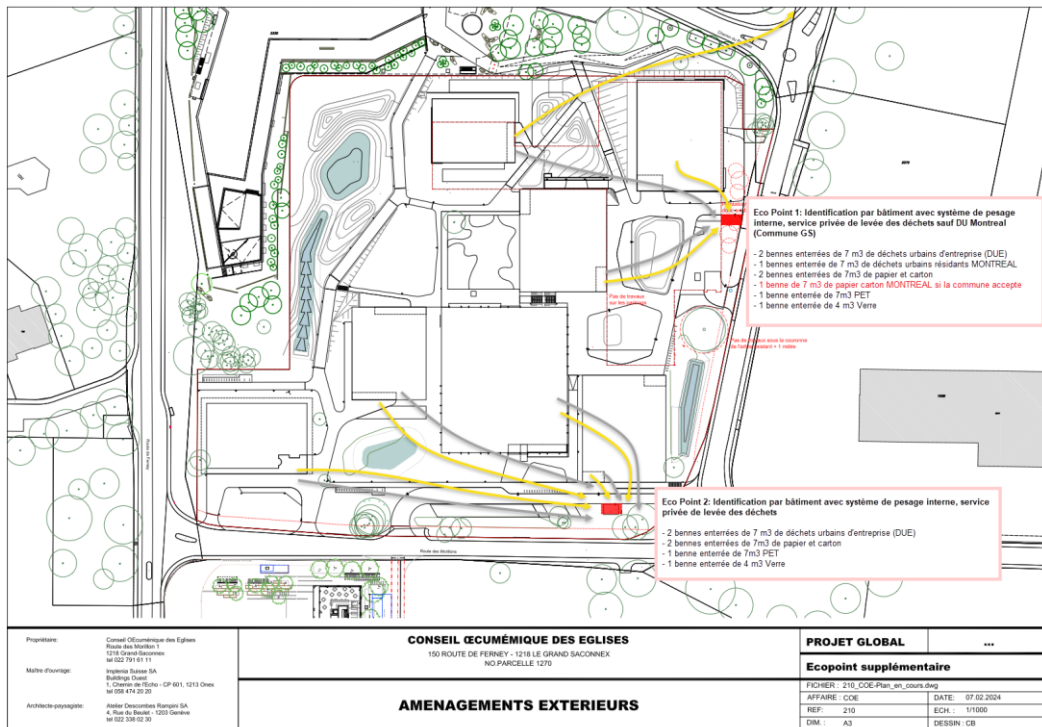 Eco Point 1: Identification par bâtiment avec système de pesage
interne, service privée de levée des déchets sauf DU Montreal
(Commune GS)
- 2 bennes enterrées de 7 m3 de déchets urbains d'entreprise (DUE)
- 1 bennes enterrée de 7 m3 de déchets urbains résidants MONTREAL
- 2 bennes enterrées de 7m3 de papier et carton
- 1 benne de 7 m3 de papier carton MONTREAL si la commune accepte
- 1 benne enterrée de 7m3 PET
- 1 benne enterrée de 4 m3 Verre
Pas de travaux
Route de Ferney
Eco Point 2: Identification par bâtiment avec système de pesage interne, service
privée de levée des déchets
- 2 bennes enterrées de 7 m3 de déchets urbains d'entreprise (DUE)
- 2 bennes enterrées de 7m3 de papier et carton
- 1 benne enterrée de 7m3 PET
- 1 benne enterrée de 4 m3 Verre
Route des Morillons
Propriétaire:
Conseil OEcuménique des Eglises
Route des Morillon 1
1218 Grand-Saconnex
tel 022 791 61 11
Maître d'ouvrage:
Implenia Suisse SA
Buildings Ouest
1, Chemin de l'Echo - CP 601, 1213 Onex
tel 058 474 20 20
Architecte-paysagiste:
Atelier Descombes Rampini SA
4, Rue du Beulet - 1203 Genève
tel 022 338 02 30
CONSEIL ŒCUMÉMIQUE DES EGLISES
150 ROUTE DE FERNEY - 1218 LE GRAND SACONNEX
NO.PARCELLE 1270
AMENAGEMENTS EXTERIEURS
PROJET GLOBAL
...
Ecopoint supplémentaire
FICHIER : 210_COE-Plan_en_cours.dwg
AFFAIRE : COE
DATE: 07.02.2024
REF: 210
ECH. : 1/1000
DIM. : A3
DESSIN : CB